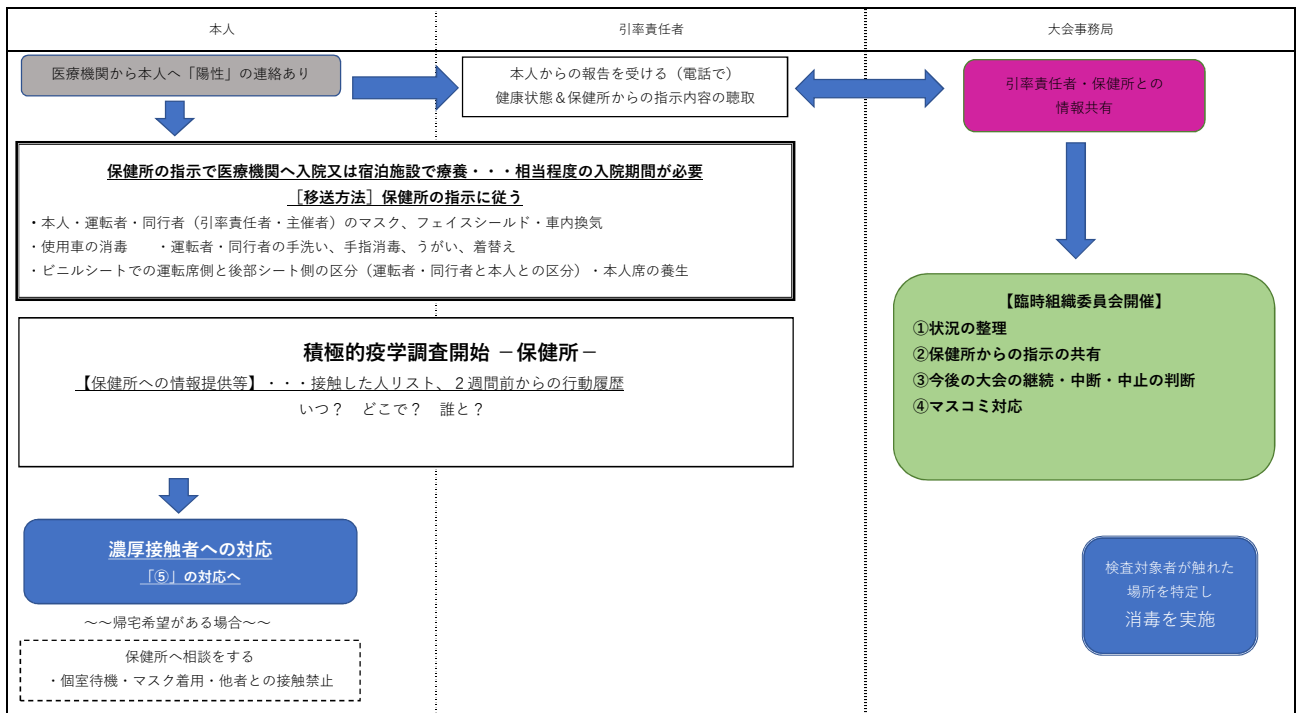 本人
引率責任者
大会事務局
医療機関から本人へ「陽性」の連絡あり
本人からの報告を受ける（電話で）
健康状態＆保健所からの指示内容の聴取
引率責任者・保健所との
情報共有
保健所の指示で医療機関へ入院又は宿泊施設で療養・・・相当程度の入院期間が必要
［移送方法］保健所の指示に従う
・本人・運転者・同行者（引率責任者・主催者）のマスク、フェイスシールド・車内換気
・使用車の消毒　　・運転者・同行者の手洗い、手指消毒、うがい、着替え
・ビニルシートでの運転席側と後部シート側の区分（運転者・同行者と本人との区分）・本人席の養生
【臨時組織委員会開催】
①状況の整理
②保健所からの指示の共有
③今後の大会の継続・中断・中止の判断
④マスコミ対応
積極的疫学調査開始 －保健所－
【保健所への情報提供等】・・・接触した人リスト、２週間前からの行動履歴
いつ？　どこで？　誰と？
濃厚接触者への対応
「⑤」の対応へ
～～帰宅希望がある場合～～
保健所へ相談をする
・個室待機・マスク着用・他者との接触禁止
検査対象者が触れた
場所を特定し
消毒を実施